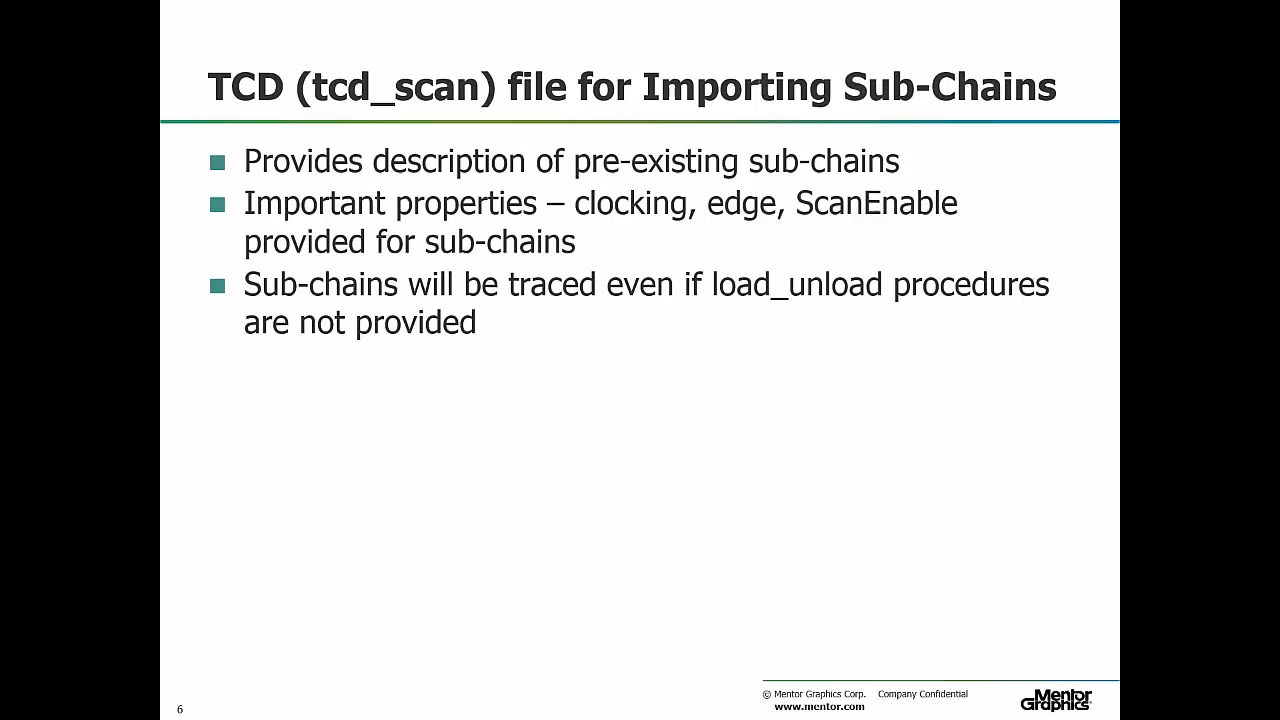 TCD (tcd_scan) file for Importing Sub-Chains
Provides description of pre-existing sub-chains
Important properties – clocking, edge, ScanEnable
provided for sub-chains
Sub-chains will be traced even if load_unload procedures
are not provided
6
© Mentor Graphics Corp. Company Confidential
www.mentor.com
Mentor
Graphics